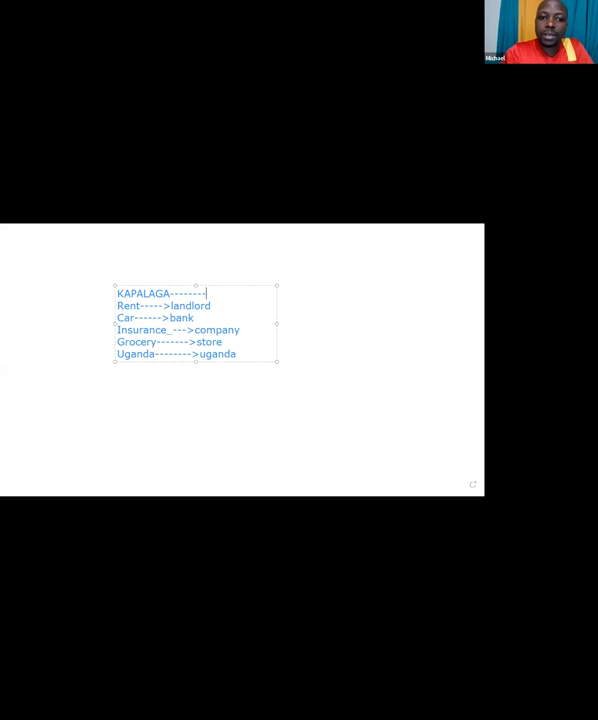 Michael
KAPALAGA--------
Rent----->landlord
Car------>bank
Insurance_--->company
Grocery------->store
Uganda-------->uganda